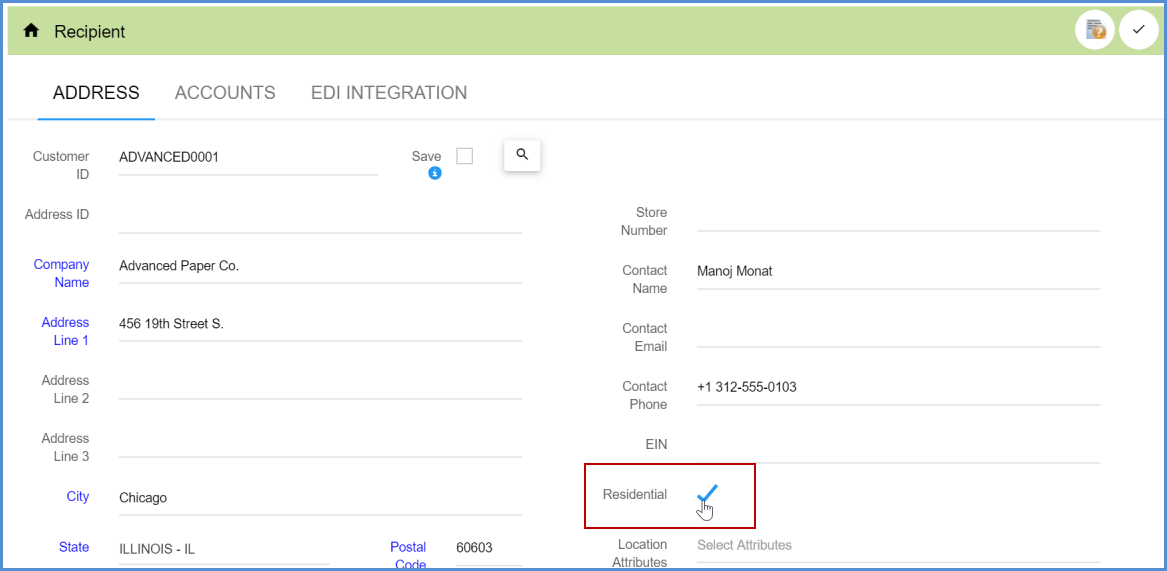 Recipient
ADDRESS ACCOUNTS EDI INTEGRATION
Customer
ID
ADVANCED0001
Save
Address ID
Company
Name
Advanced Paper Co.
Address
Line 1
456 19th Street S.
Address
Line 2
Address
Line 3
City
Chicago
State
ILLINOIS - IL
Postal
Code
60603
Store
Number
Contact
Name
Manoj Monat
Contact
Email
Contact
Phone
+1 312-555-0103
EIN
Residential
Location
Attributes
Select Attributes